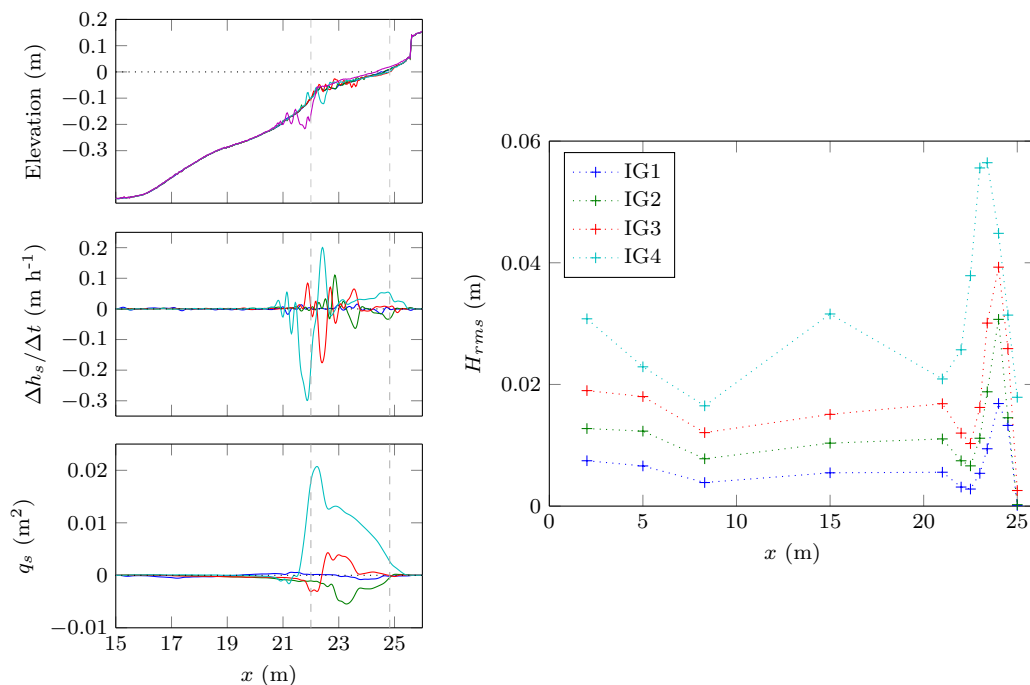 0.2
0.1
0
−0.1
−0.2
−0.3
Elevation (m)
0.2
0.1
0
−0.1
−0.2
−0.3
Δh_s/Δt (m h⁻¹)
0.02
0.01
0
−0.01
q_s (m²)
15 17 19 21 22 23 25
x (m)
0.06
0.04
0.02
0
H_rms (m)
IG1
IG2
IG3
IG4
0 5 10 15 20 25
x (m)